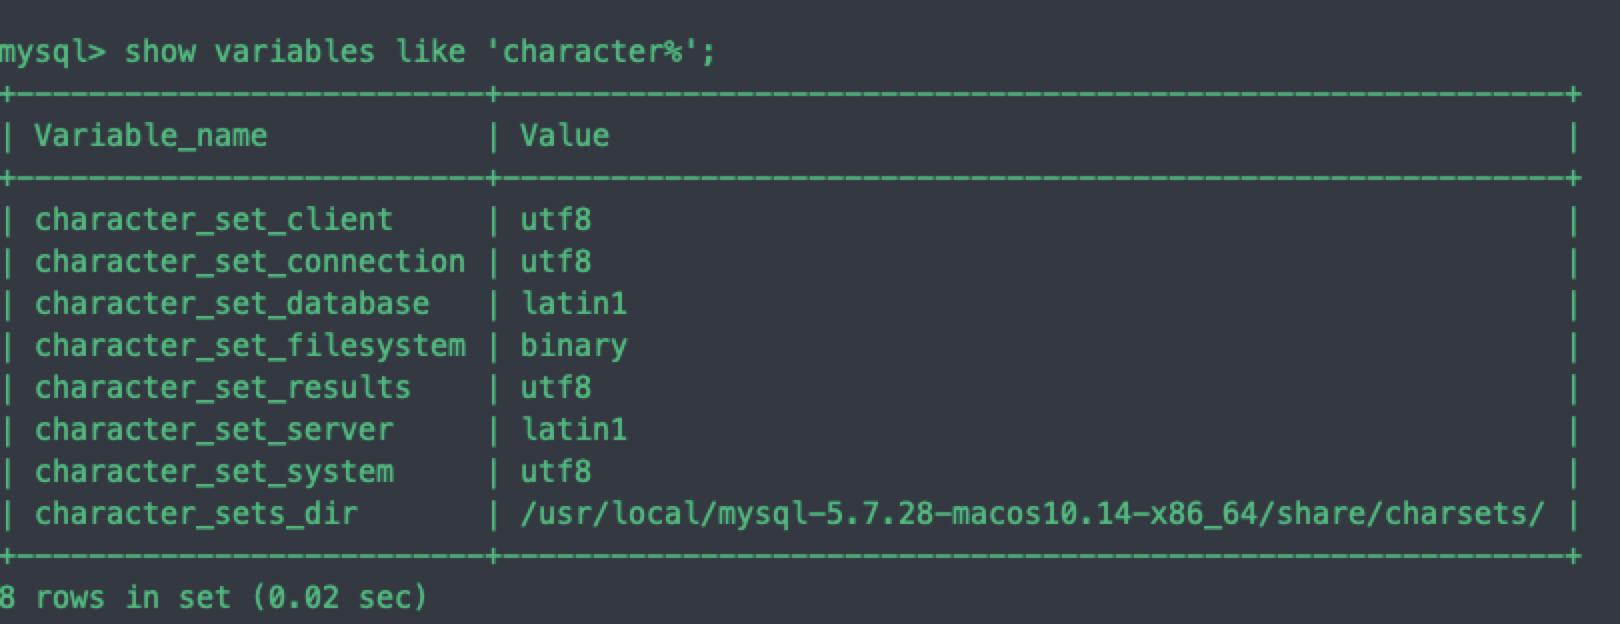 mysql> show variables like 'character%';
+--------------------------+-----------------------------------------------------------+
| Variable_name            | Value                                                     |
+--------------------------+-----------------------------------------------------------+
| character_set_client     | utf8                                                      |
| character_set_connection | utf8                                                      |
| character_set_database   | latin1                                                    |
| character_set_filesystem | binary                                                    |
| character_set_results    | utf8                                                      |
| character_set_server     | latin1                                                    |
| character_set_system     | utf8                                                      |
| character_sets_dir       | /usr/local/mysql-5.7.28-macos10.14-x86_64/share/charsets/ |
+--------------------------+-----------------------------------------------------------+
8 rows in set (0.02 sec)